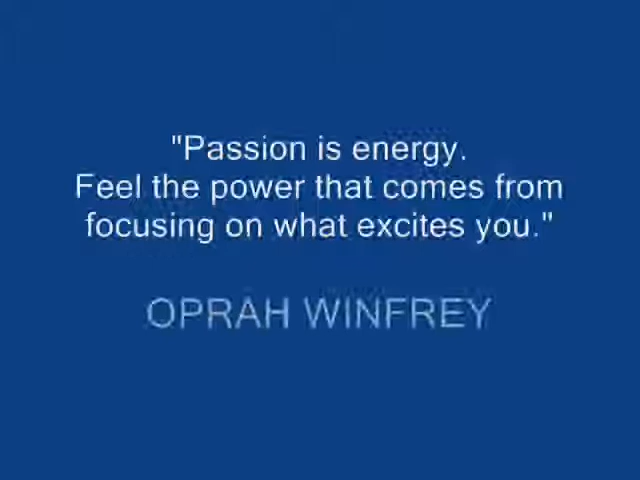 "Passion is energy.
Feel the power that comes from
focusing on what excites you."
OPRAH WINFREY